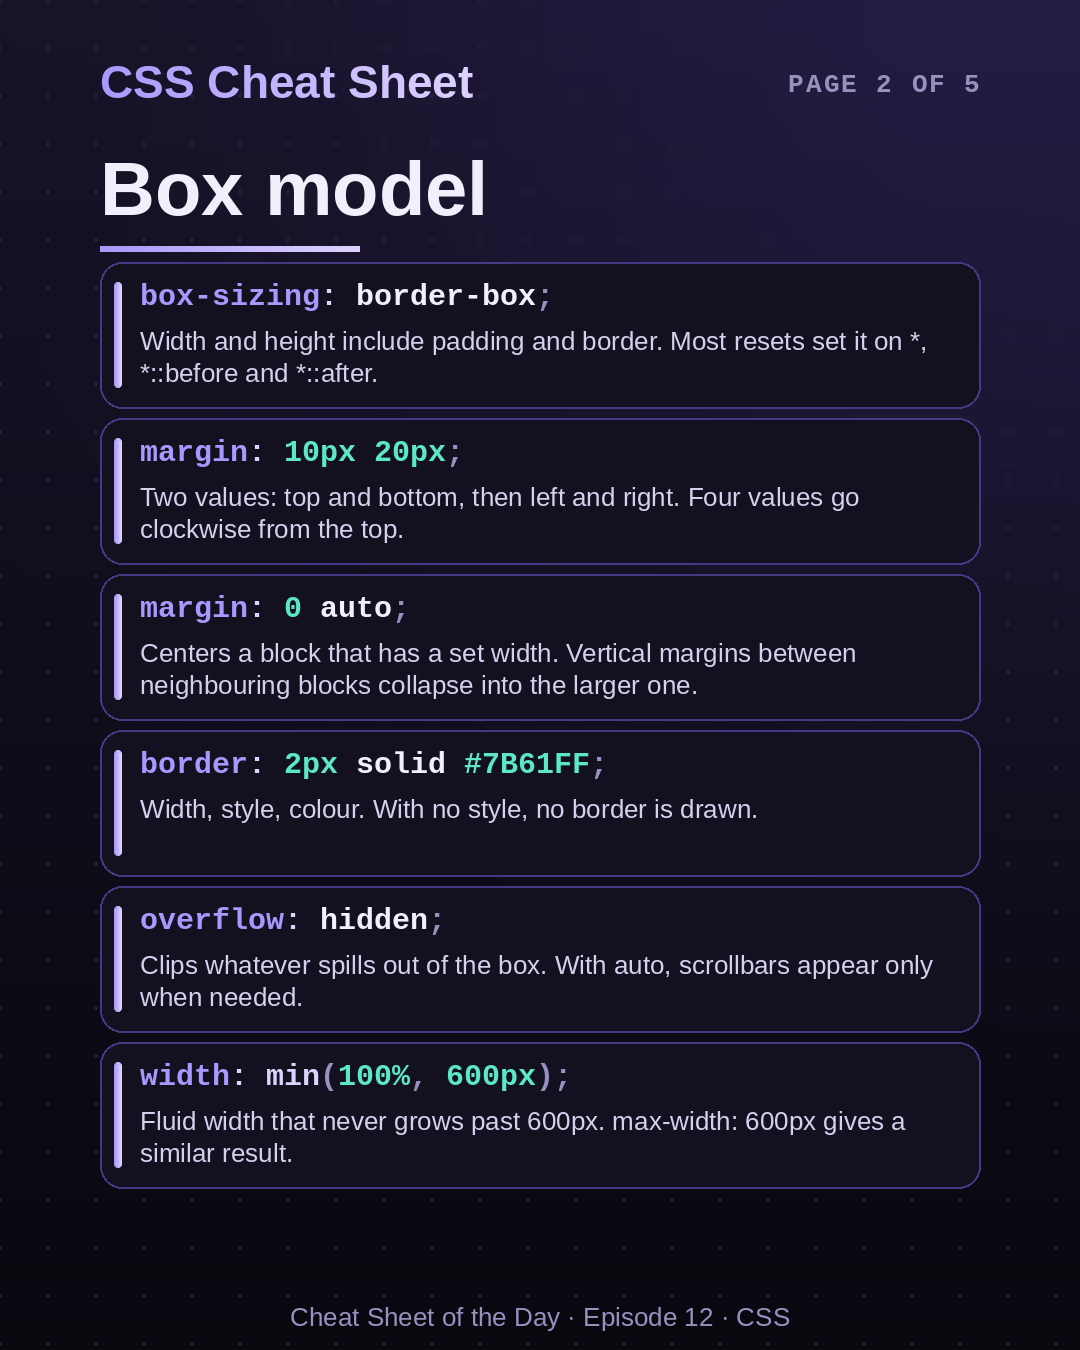 CSS Cheat Sheet
PAGE 2 OF 5
Box model
box-sizing: border-box;
Width and height include padding and border. Most resets set it on *,
*::before and *::after.
margin: 10px 20px;
Two values: top and bottom, then left and right. Four values go
clockwise from the top.
margin: 0 auto;
Centers a block that has a set width. Vertical margins between
neighbouring blocks collapse into the larger one.
border: 2px solid #7B61FF;
Width, style, colour. With no style, no border is drawn.
overflow: hidden;
Clips whatever spills out of the box. With auto, scrollbars appear only
when needed.
width: min(100%, 600px);
Fluid width that never grows past 600px. max-width: 600px gives a
similar result.
Cheat Sheet of the Day · Episode 12 · CSS